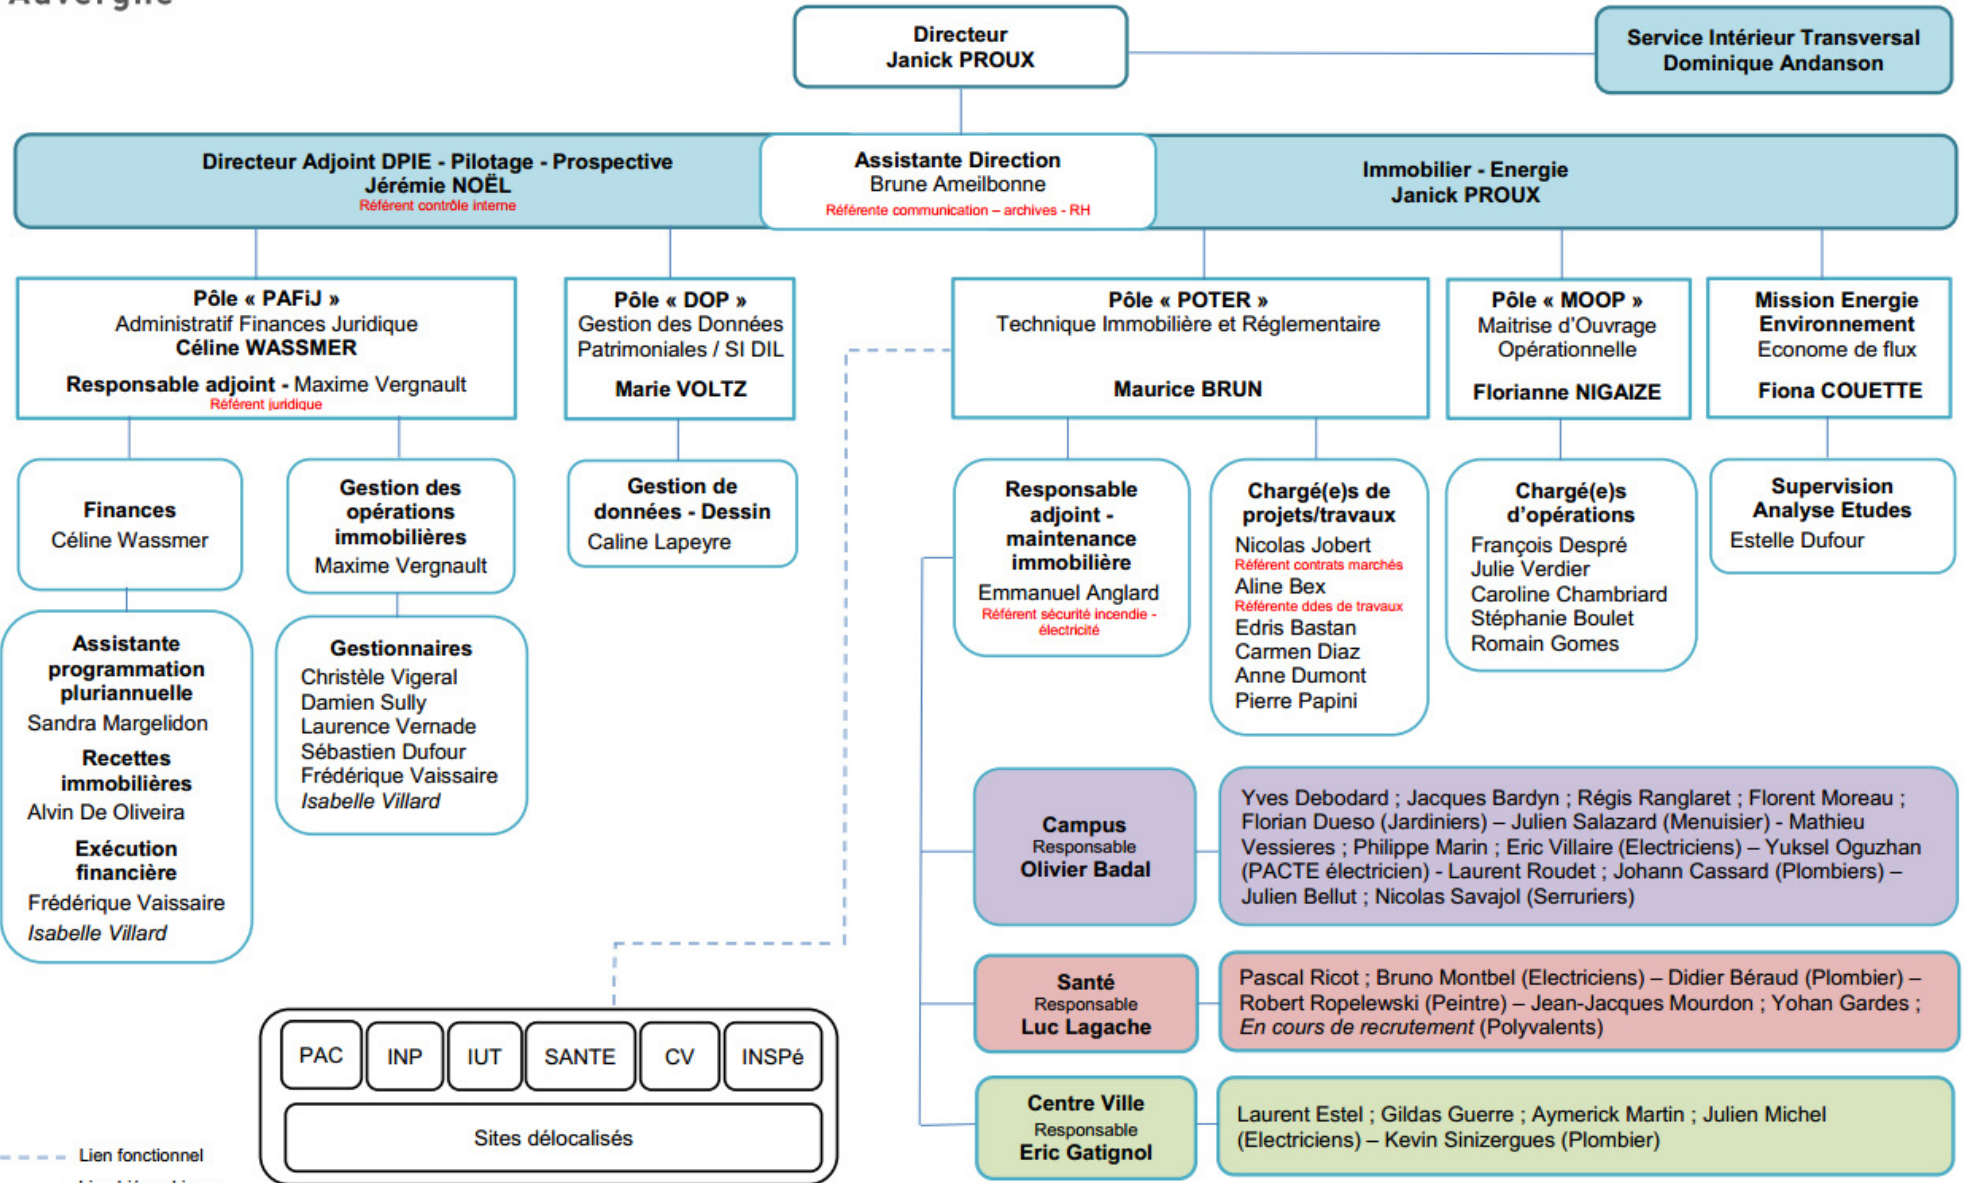 Auvergne
Directeur
Janick PROUX
Service Intérieur Transversal
Dominique Andanson
Directeur Adjoint DPIE - Pilotage - Prospective
Jérémie NOËL
Référent contrôle interne
Assistante Direction
Brune Ameilbonne
Référente communication – archives - RH
Immobilier - Energie
Janick PROUX
Pôle « PAFiJ »
Administratif Finances Juridique
Céline WASSMER
Responsable adjoint - Maxime Vergnault
Référent juridique
Pôle « DOP »
Gestion des Données
Patrimoniales / SI DIL
Marie VOLTZ
Pôle « POTER »
Technique Immobilière et Réglementaire
Maurice BRUN
Pôle « MOOP »
Maitrise d'Ouvrage
Opérationnelle
Florianne NIGAIZE
Mission Energie
Environnement
Econome de flux
Fiona COUETTE
Finances
Céline Wassmer
Gestion des
opérations
immobilières
Maxime Vergnault
Gestion de
données - Dessin
Caline Lapeyre
Responsable
adjoint -
maintenance
immobilière
Emmanuel Anglard
Référent sécurité incendie -
électricité
Chargé(e)s de
projets/travaux
Nicolas Jobert
Référent contrats marchés
Aline Bex
Référente ddes de travaux
Edris Bastan
Carmen Diaz
Anne Dumont
Pierre Papini
Chargé(e)s
d'opérations
François Despré
Julie Verdier
Caroline Chambriard
Stéphanie Boulet
Romain Gomes
Supervision
Analyse Etudes
Estelle Dufour
Assistante
programmation
pluriannuelle
Sandra Margelidon
Recettes
immobilières
Alvin De Oliveira
Exécution
financière
Frédérique Vaissaire
Isabelle Villard
Gestionnaires
Christèle Vigeral
Damien Sully
Laurence Vernade
Sébastien Dufour
Frédérique Vaissaire
Isabelle Villard
Campus
Responsable
Olivier Badal
Yves Debodard ; Jacques Bardyn ; Régis Ranglaret ; Florent Moreau ;
Florian Dueso (Jardiniers) – Julien Salazard (Menuisier) - Mathieu
Vessieres ; Philippe Marin ; Eric Villaire (Electriciens) – Yuksel Oguzhan
(PACTE électricien) - Laurent Roudet ; Johann Cassard (Plombiers) –
Julien Bellut ; Nicolas Savajol (Serruriers)
Santé
Responsable
Luc Lagache
Pascal Ricot ; Bruno Montbel (Electriciens) – Didier Béraud (Plombier) –
Robert Ropelewski (Peintre) – Jean-Jacques Mourdon ; Yohan Gardes ;
En cours de recrutement (Polyvalents)
Centre Ville
Responsable
Eric Gatignol
Laurent Estel ; Gildas Guerre ; Aymerick Martin ; Julien Michel
(Electriciens) – Kevin Sinizergues (Plombier)
PAC
INP
IUT
SANTE
CV
INSPé
Sites délocalisés
Lien fonctionnel